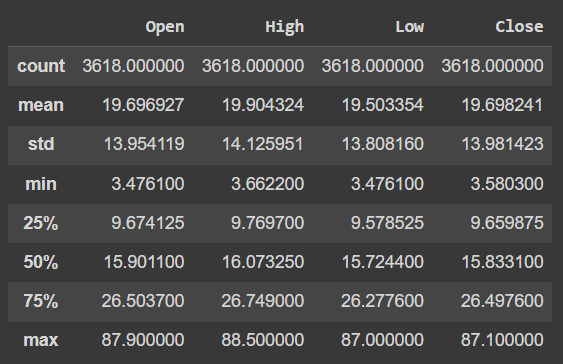 Open High Low Close
count 3618.000000 3618.000000 3618.000000 3618.000000
mean 19.696927 19.904324 19.503354 19.698241
std 13.954119 14.125951 13.808160 13.981423
min 3.476100 3.662200 3.476100 3.580300
25% 9.674125 9.769700 9.578525 9.659875
50% 15.901100 16.073250 15.724400 15.833100
75% 26.503700 26.749000 26.277600 26.497600
max 87.900000 88.500000 87.000000 87.100000